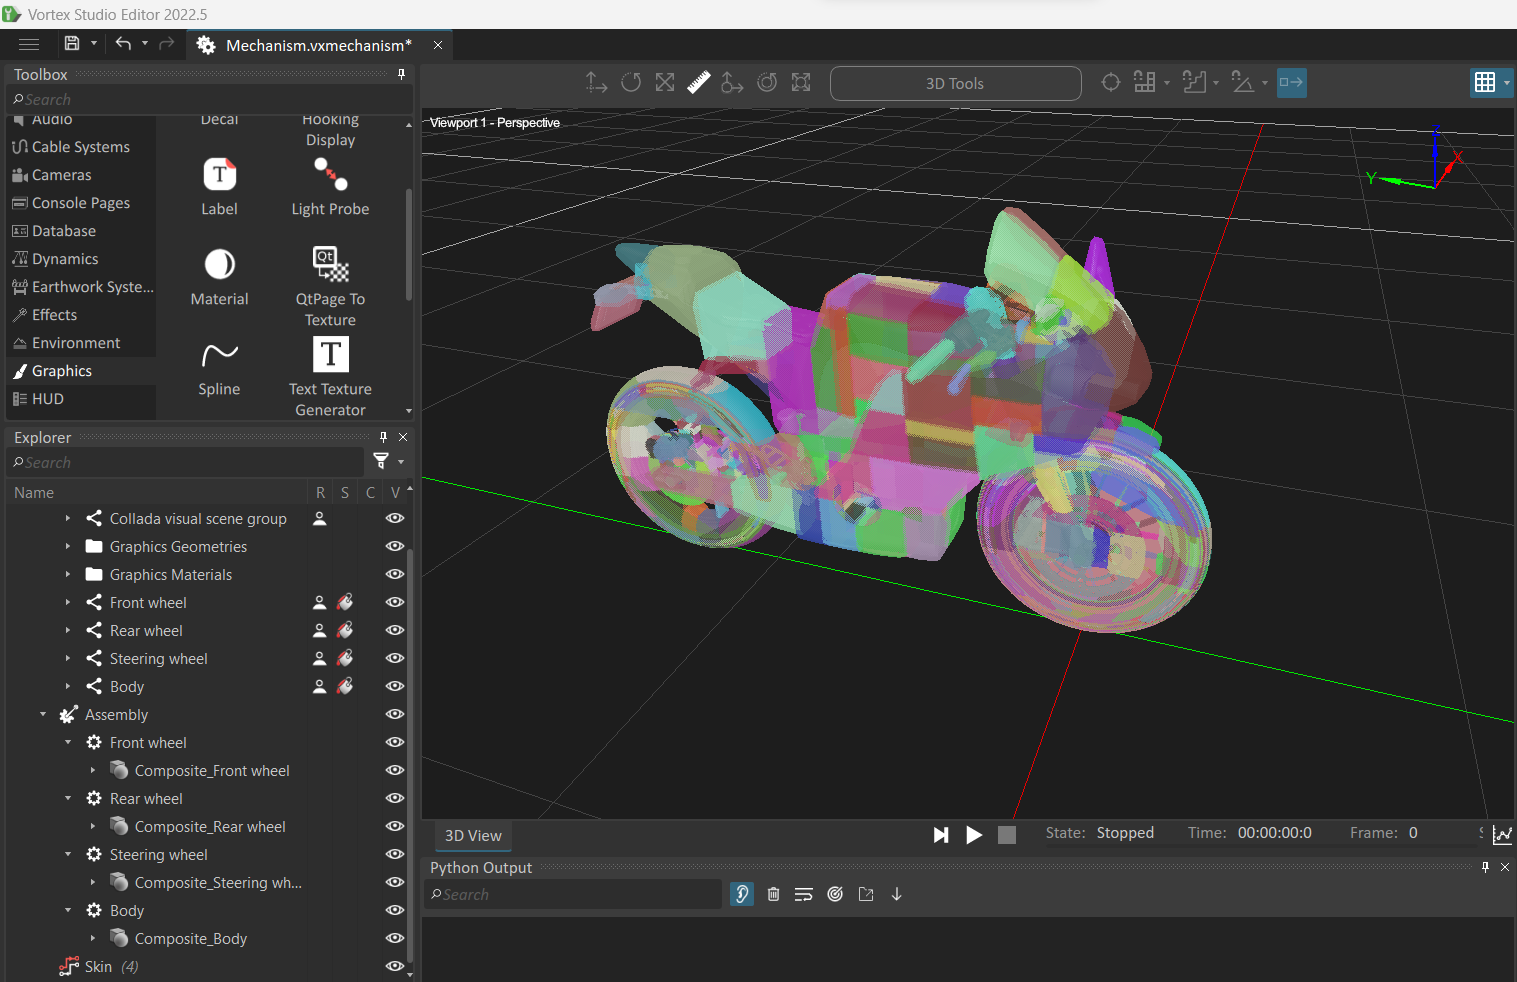 Vortex Studio Editor 2022.5
Mechanism.vxmechanism*
Toolbox
Search
Audio
Cable Systems
Cameras
Console Pages
Database
Dynamics
Earthwork Syste...
Effects
Environment
Graphics
HUD
Decal
Hooking
Display
Label
Light Probe
Material
Qt
QtPage To
Texture
Spline
T
Text Texture
Generator
3D Tools
Viewport 1 - Perspective
X
Y
Explorer
Search
Name R S C V
Collada visual scene group
Graphics Geometries
Graphics Materials
Front wheel
Rear wheel
Steering wheel
Body
Assembly
Front wheel
Composite_Front wheel
Rear wheel
Composite_Rear wheel
Steering wheel
Composite_Steering wh...
Body
Composite_Body
Skin (4)
3D View
State: Stopped Time: 00:00:00:0 Frame: 0
Python Output
Search